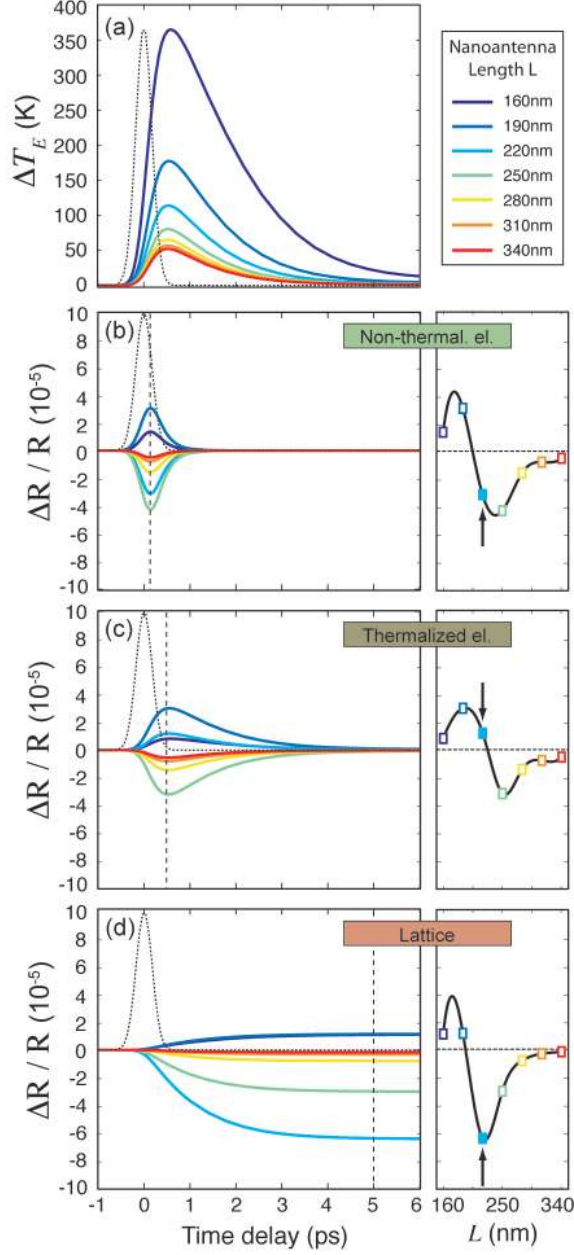 (a)
400
350
300
250
200
150
100
50
0
ΔT_E (K)
Nanoantenna
Length L
160nm
190nm
220nm
250nm
280nm
310nm
340nm
(b)
Non-thermal. el.
10
8
6
4
2
0
-2
-4
-6
-8
-10
ΔR / R (10⁻⁵)
(c)
Thermalized el.
10
8
6
4
2
0
-2
-4
-6
-8
-10
ΔR / R (10⁻⁵)
(d)
Lattice
10
8
6
4
2
0
-2
-4
-6
-8
-10
ΔR / R (10⁻⁵)
-1 0 1 2 3 4 5 6
Time delay (ps)
160 250 340
L (nm)